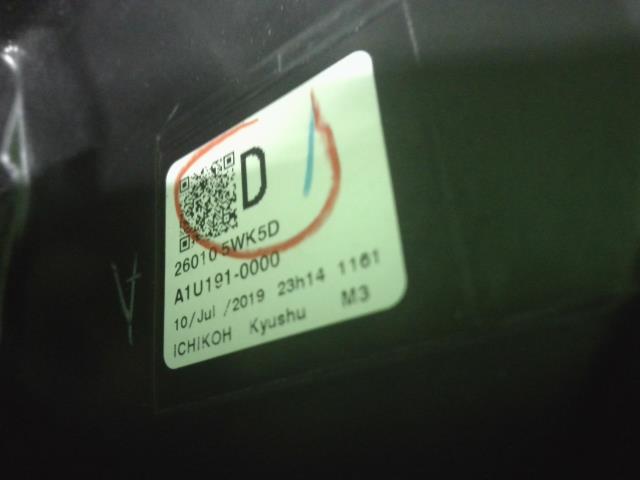 D
26010 5WK5D
A1U191-0000
10/Jul /2019 23h14 1161
ICHIKOH Kyushu M3